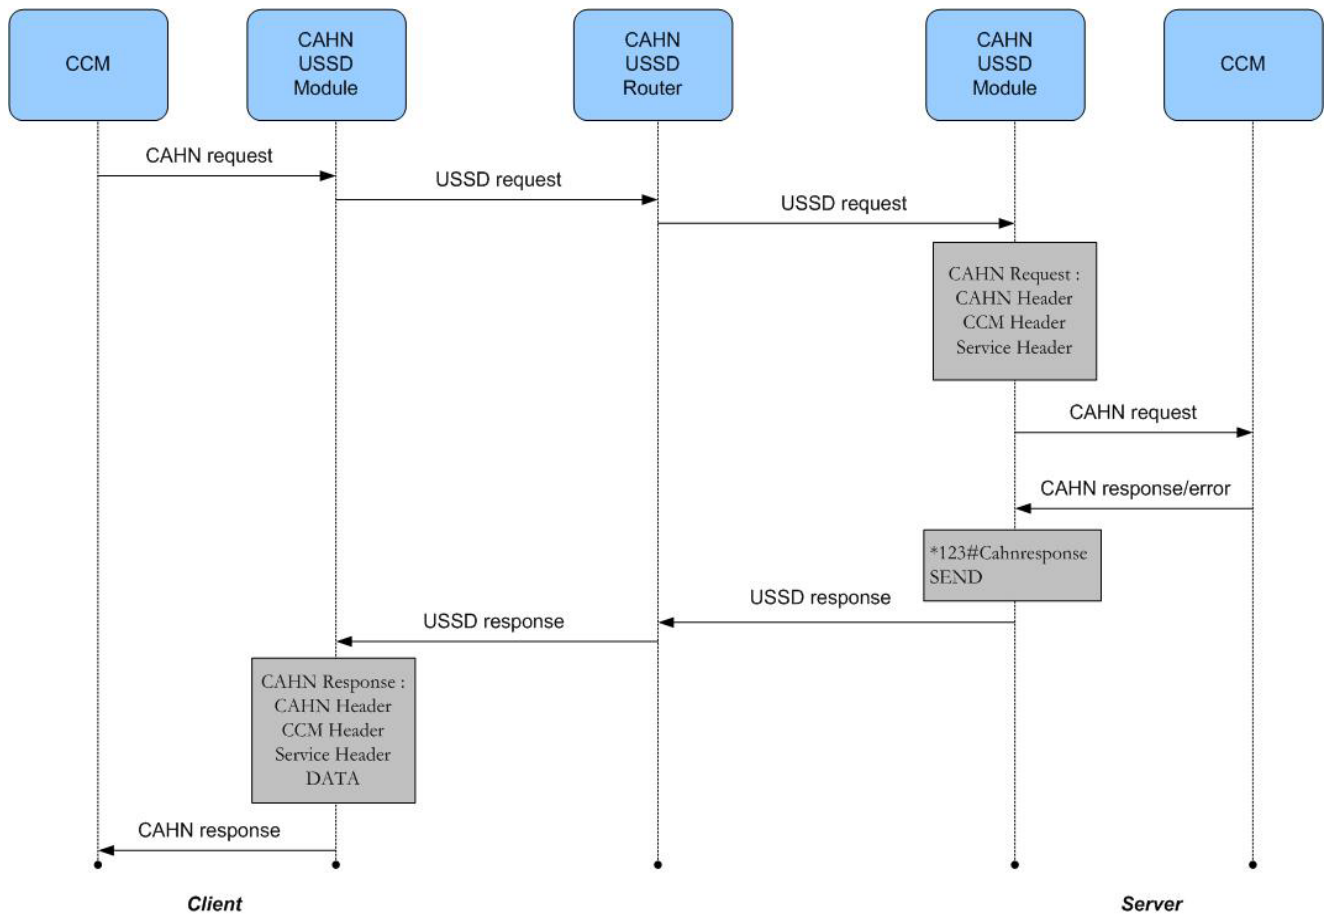 CCM
CAHN
USSD
Module
CAHN
USSD
Router
CAHN
USSD
Module
CCM
CAHN request
USSD request
USSD request
CAHN Request :
CAHN Header
CCM Header
Service Header
CAHN request
CAHN response/error
*123#Cahnresponse
SEND
USSD response
USSD response
CAHN Response :
CAHN Header
CCM Header
Service Header
DATA
CAHN response
Client
Server